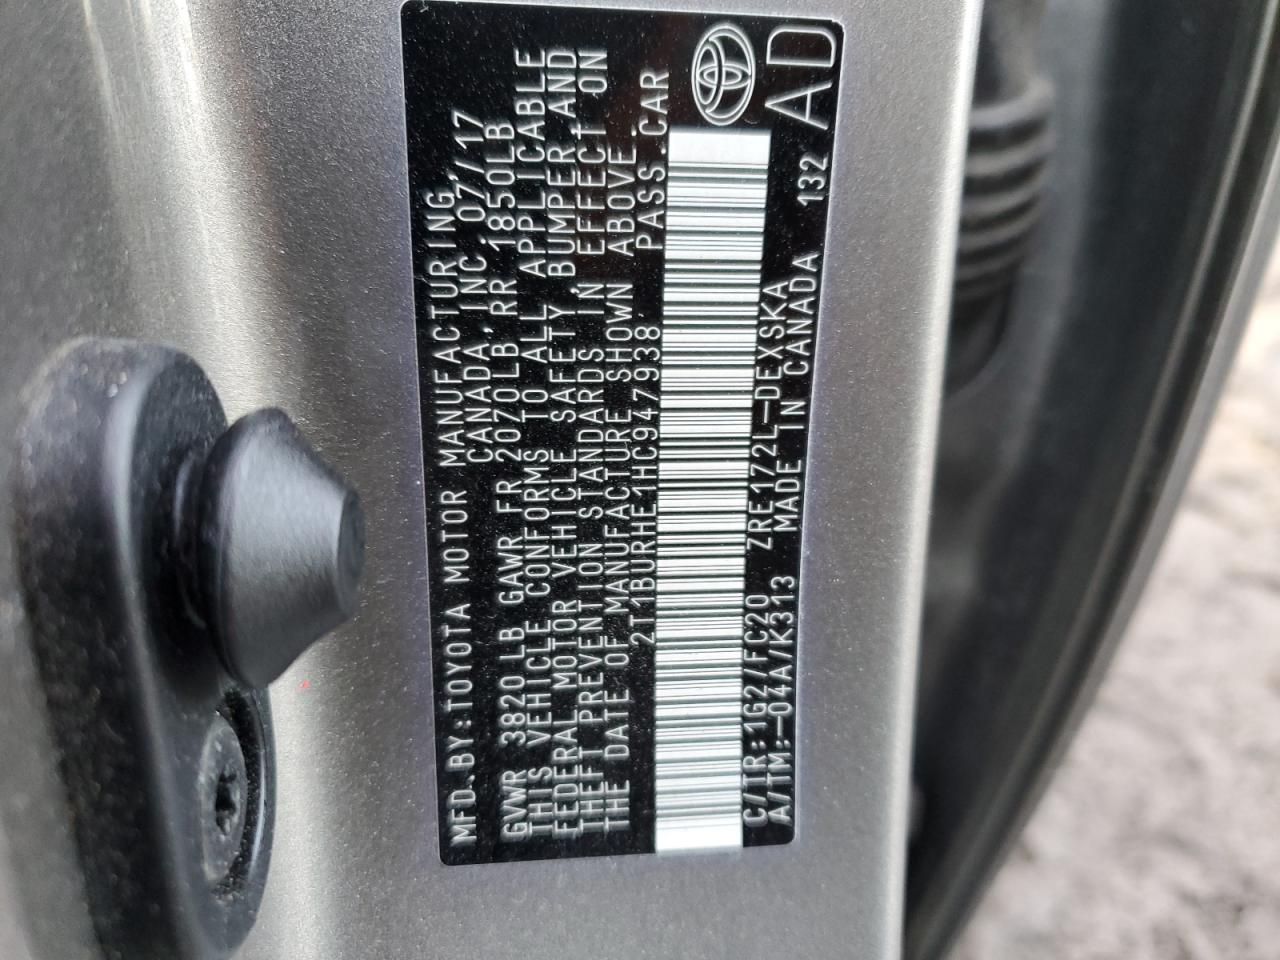 MFD.BY:TOYOTA MOTOR MANUFACTURING,
CANADA,INC 07/17
GVWR 3820LB GAWR FR 2070LB,RR 1850LB
THIS VEHICLE CONFORMS TO ALL APPLICABLE
FEDERAL MOTOR VEHICLE SAFETY,BUMPER,AND
THEFT PREVENTION STANDARDS IN EFFECT ON
THE DATE OF MANUFACTURE SHOWN ABOVE.
2T1BURHE1HC947938 PASS.CAR
C/TR:1G2/FC20 ZRE172L-DEXSKA
A/TM:-04A/K313 MADE IN CANADA 132
AD